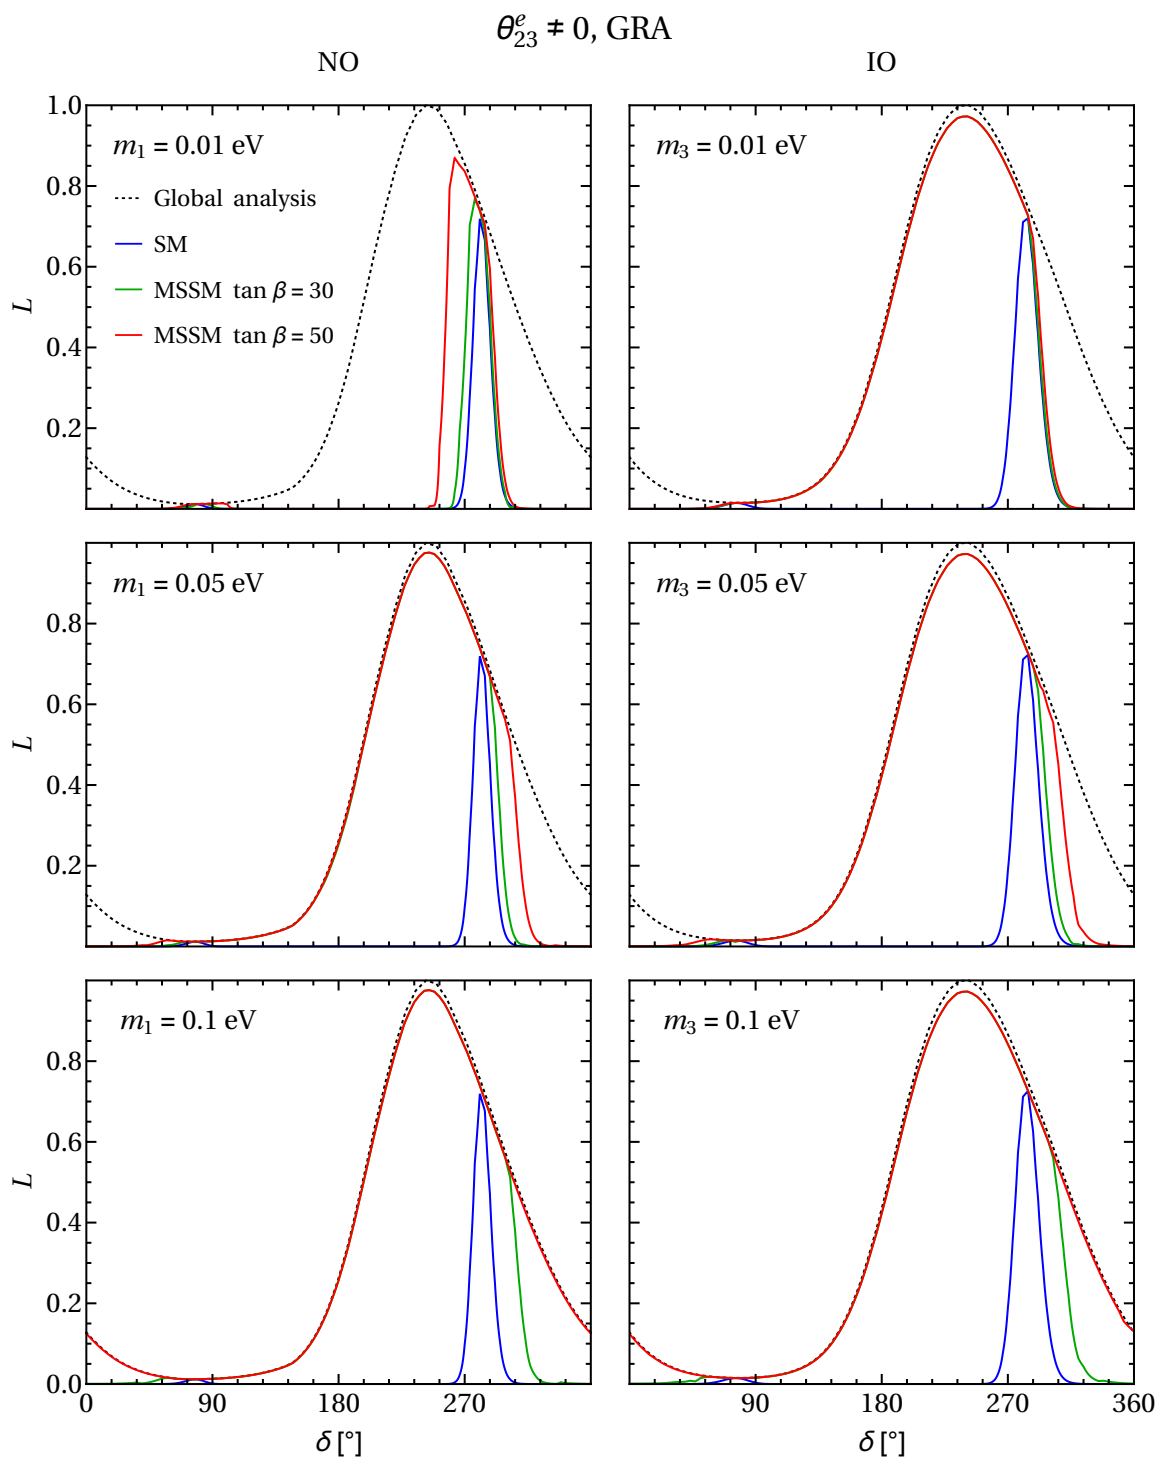 θᵉ₂₃ ≠ 0, GRA
NO
IO
m₁ = 0.01 eV
Global analysis
SM
MSSM tan β = 30
MSSM tan β = 50
1.0
0.8
0.6
0.4
0.2
L
m₃ = 0.01 eV
m₁ = 0.05 eV
0.8
0.6
0.4
0.2
L
m₃ = 0.05 eV
m₁ = 0.1 eV
0.8
0.6
0.4
0.2
0.0
L
m₃ = 0.1 eV
0 90 180 270
90 180 270 360
δ [°]
δ [°]